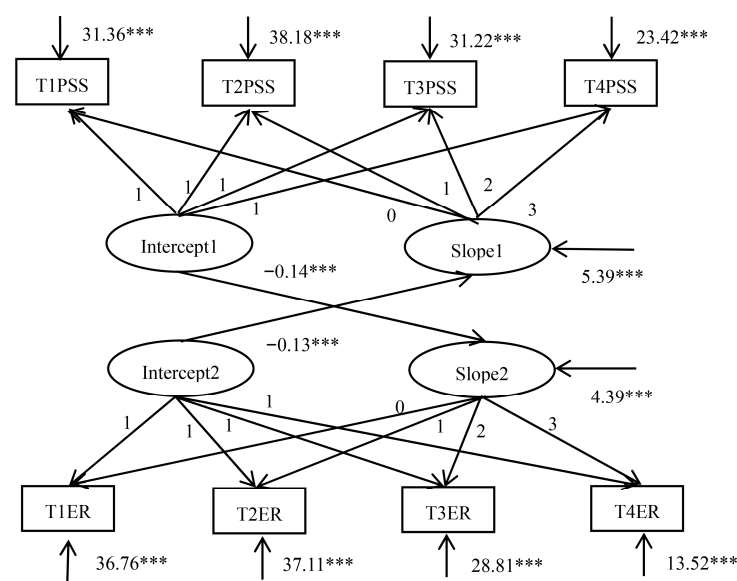 31.36*** 38.18*** 31.22*** 23.42***
T1PSS T2PSS T3PSS T4PSS
1 1 1 1 0 1 2 3
Intercept1 Slope1
−0.14*** 5.39***
−0.13***
Intercept2 Slope2
4.39***
1 1 1 1 0 1 2 3
T1ER T2ER T3ER T4ER
36.76*** 37.11*** 28.81*** 13.52***